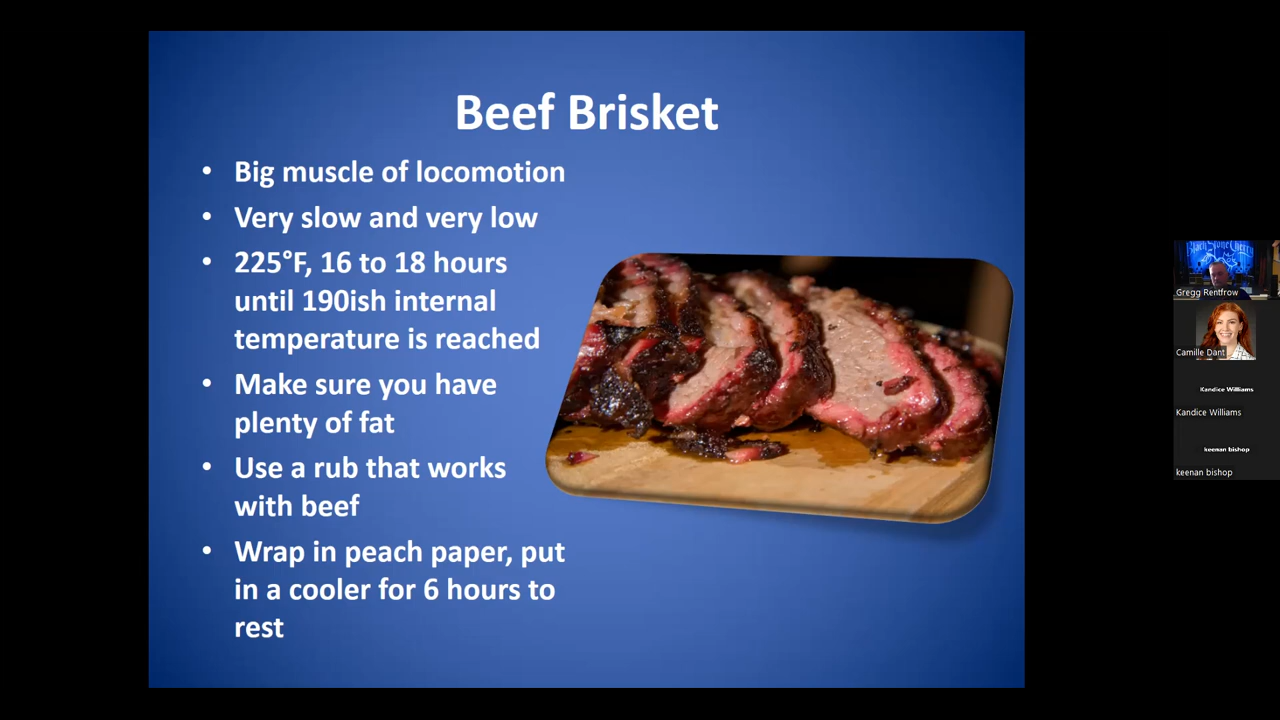 Beef Brisket
• Big muscle of locomotion
• Very slow and very low
• 225°F, 16 to 18 hours
until 190ish internal
temperature is reached
• Make sure you have
plenty of fat
• Use a rub that works
with beef
• Wrap in peach paper, put
in a cooler for 6 hours to
rest
Black Stone Cherry
Gregg Rentfrow
Camille Dant
Kandice Williams
Kandice Williams
keenan bishop
keenan bishop